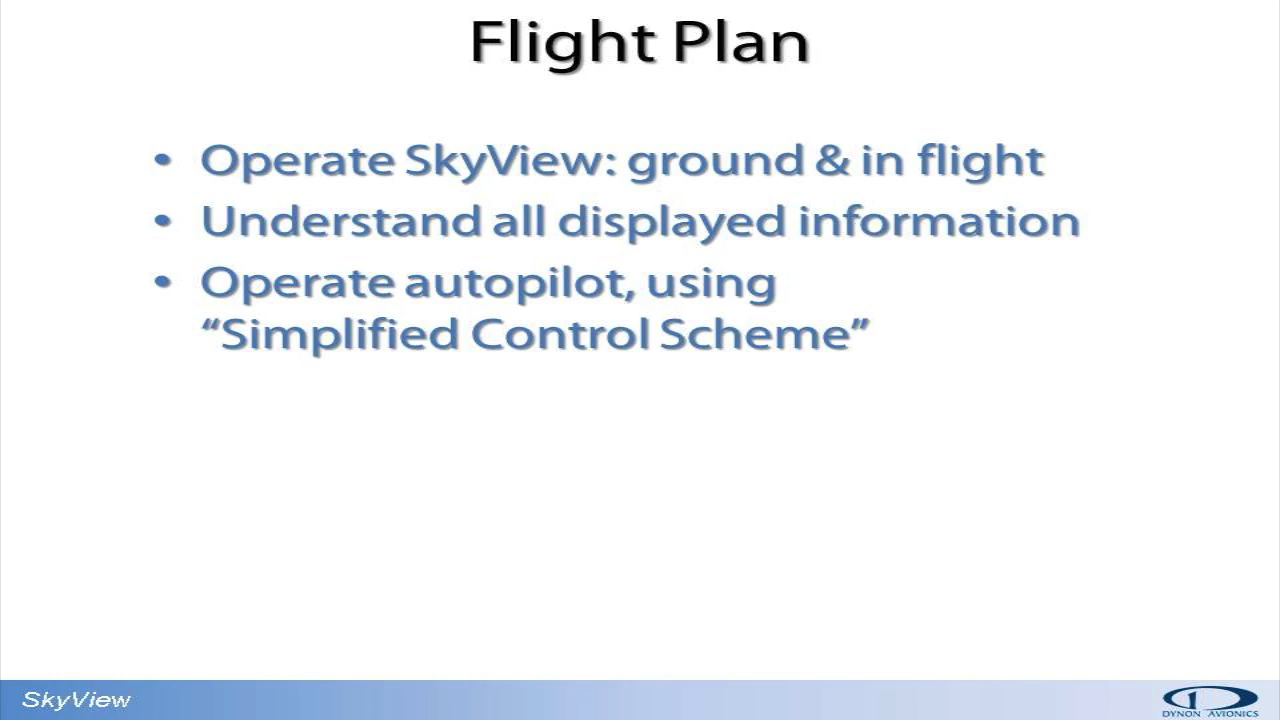 Flight Plan
• Operate SkyView: ground & in flight
• Understand all displayed information
• Operate autopilot, using
“Simplified Control Scheme”
SkyView
DYNON AVIONICS